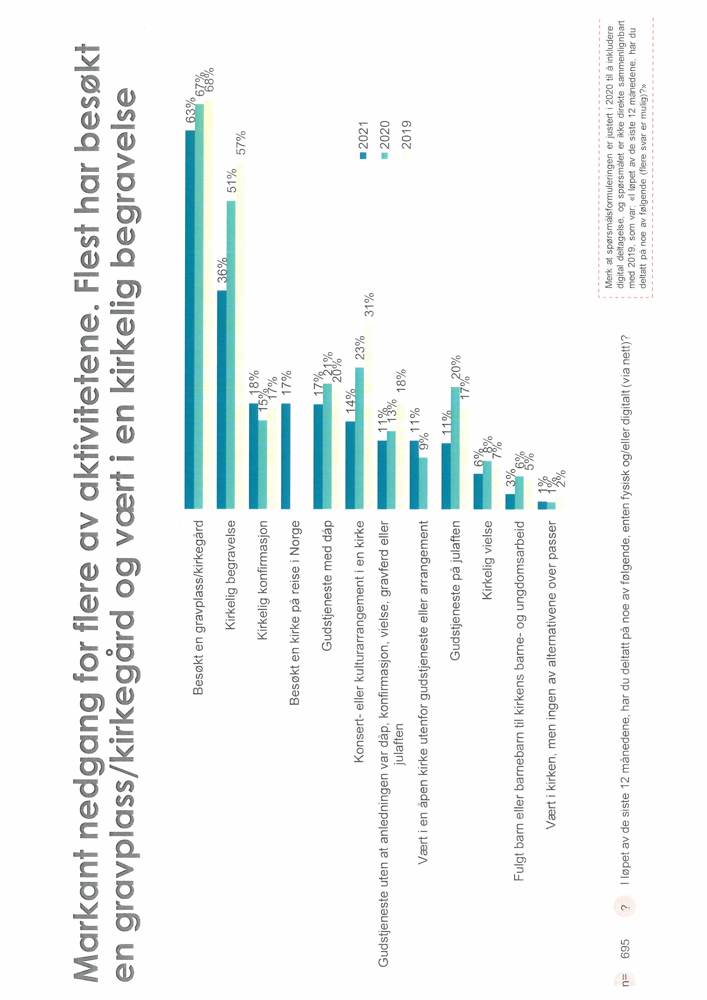 Markant nedgang for flere av aktivitetene. Flest har besøkt
en gravplass/kirkegård og vært i en kirkelig begravelse
Besøkt en gravplass/kirkegård
63%
67%
68%
Kirkelig begravelse
36%
51%
57%
Kirkelig konfirmasjon
18%
15%
17%
Besøkt en kirke på reise i Norge
17%
Gudstjeneste med dåp
17%
21%
20%
Konsert- eller kulturarrangement i en kirke
14%
23%
31%
Gudstjeneste uten at anledningen var dåp, konfirmasjon, vielse, gravferd eller
julaften
11%
13%
18%
Vært i en åpen kirke utenfor gudstjeneste eller arrangement
11%
9%
Gudstjeneste på julaften
11%
20%
17%
Kirkelig vielse
6%
8%
7%
Fulgt barn eller barnebarn til kirkens barne- og ungdomsarbeid
3%
6%
5%
Vært i kirken, men ingen av alternativene over passer
1%
1%
2%
2021
2020
2019
n= 695 ? I løpet av de siste 12 månedene, har du deltatt på noe av følgende, enten fysisk og/eller digitalt (via nett)?
Merk at spørsmålsformuleringen er justert i 2020 til å inkludere
digital deltagelse, og spørsmålet er ikke direkte sammenlignbart
med 2019, som var: «I løpet av de siste 12 månedene, har du
deltatt på noe av følgende (flere svar er mulig)?»